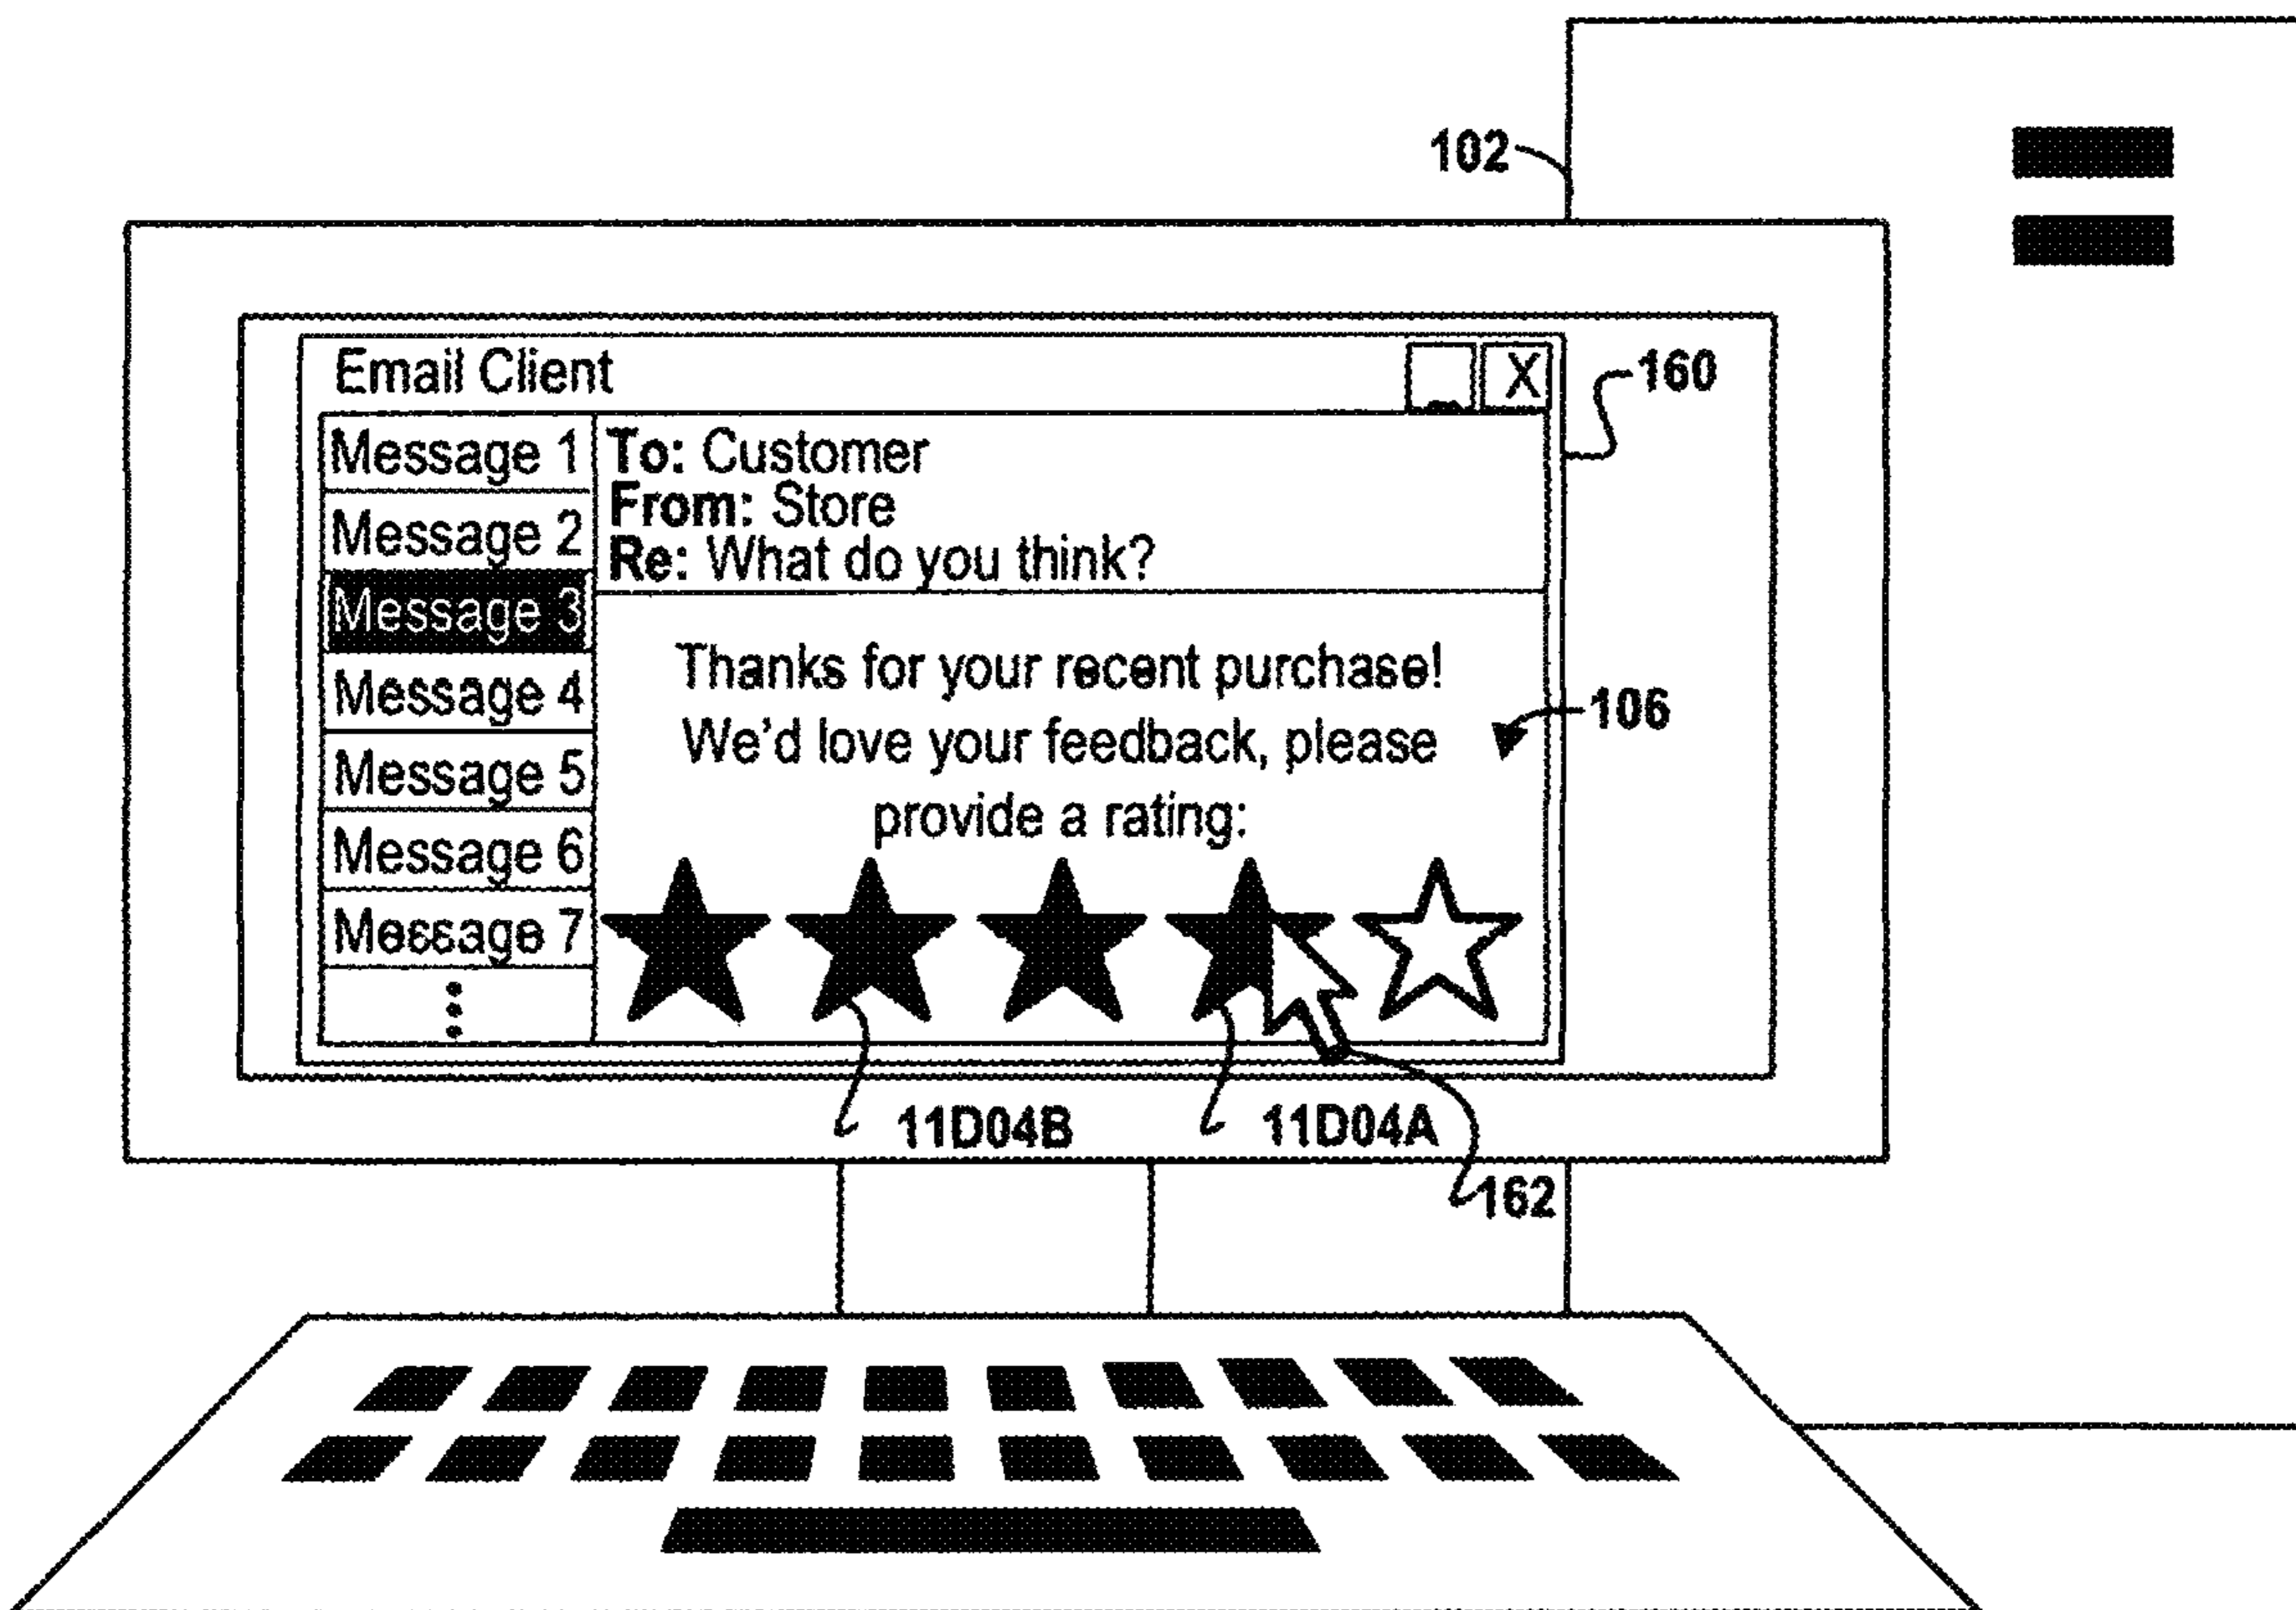 102
Email Client
X
160
Message 1
Message 2
Message 3
Message 4
Message 5
Message 6
Message 7
To: Customer
From: Store
Re: What do you think?
Thanks for your recent purchase!
We'd love your feedback, please
provide a rating:
106
11D04B
11D04A
162